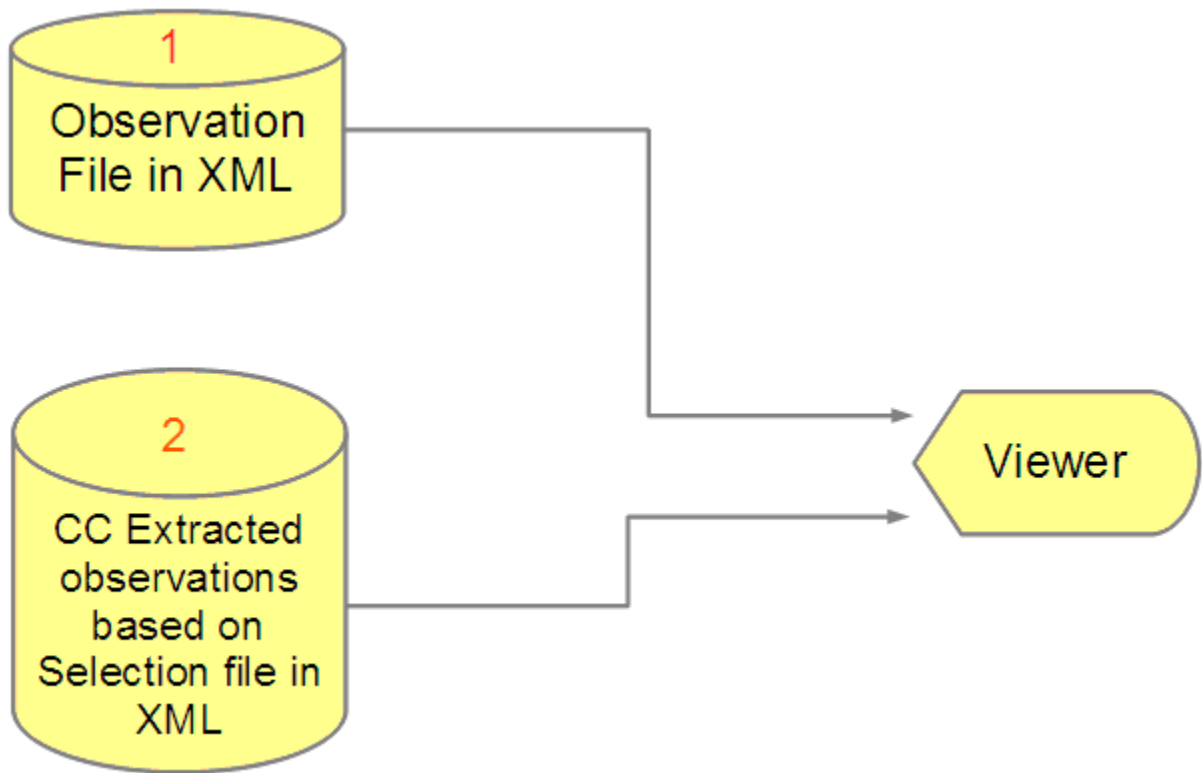 1
Observation
File in XML
2
CC Extracted
observations
based on
Selection file in
XML
Viewer